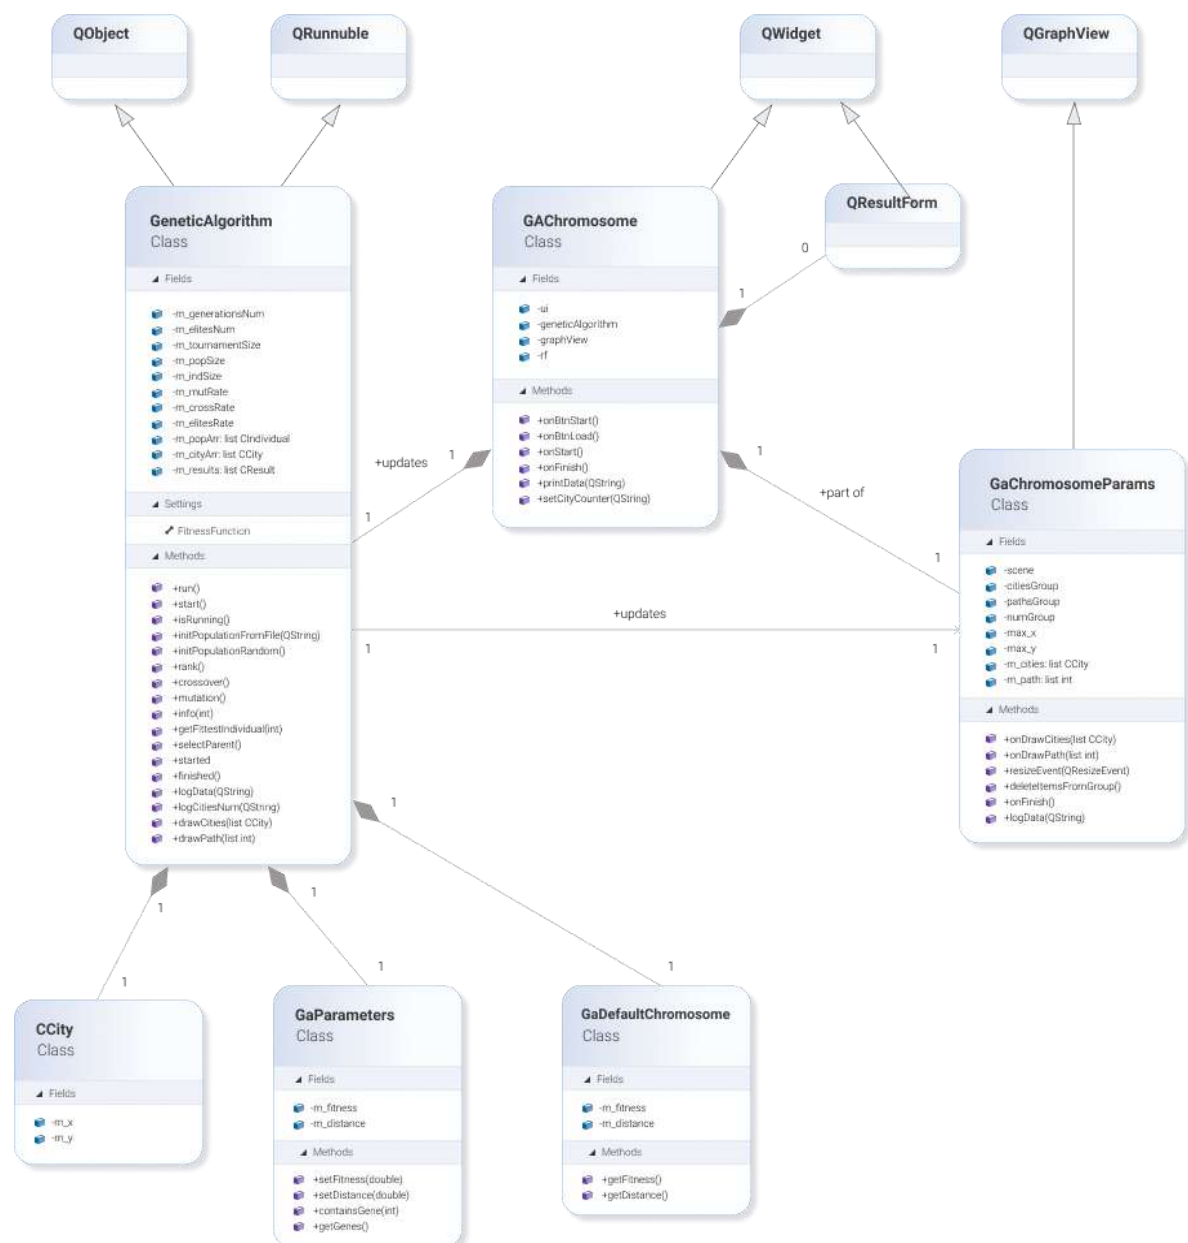 QObject
QRunnuble
QWidget
QGraphView
GeneticAlgorithm
Class
Fields
-m_generationsNum
-m_elitesNum
-m_tournamentSize
-m_popSize
-m_indSize
-m_mutRate
-m_crossRate
-m_elitesRate
-m_popArr: list CIndividual
-m_cityArr: list CCity
-m_results: list CResult
Settings
FitnessFunction
Methods
+run()
+start()
+isRunning()
+initPopulationFromFile(QString)
+initPopulationRandom()
+rank()
+crossover()
+mutation()
+info(int)
+getFittestIndividual(int)
+selectParent()
+started
+finished()
+logData(QString)
+logCitiesNum(QString)
+drawCities(list CCity)
+drawPath(list int)
GAChromosome
Class
Fields
-ui
-geneticAlgorithm
-graphView
-rf
Methods
+onBtnStart()
+onBtnLoad()
+onStart()
+onFinish()
+printData(QString)
+setCityCounter(QString)
QResultForm
0
1
+updates
1
1
1
+part of
1
+updates
1
1
GaChromosomeParams
Class
Fields
-scene
-citiesGroup
-pathsGroup
-numGroup
-max_x
-max_y
-m_cities: list CCity
-m_path: list int
Methods
+onDrawCities(list CCity)
+onDrawPath(list int)
+resizeEvent(QResizeEvent)
+deleteItemsFromGroup()
+onFinish()
+logData(QString)
1
1
1
1
1
1
CCity
Class
Fields
-m_x
-m_y
GaParameters
Class
Fields
-m_fitness
-m_distance
Methods
+setFitness(double)
+setDistance(double)
+containsGene(int)
+getGenes()
GaDefaultChromosome
Class
Fields
-m_fitness
-m_distance
Methods
+getFitness()
+getDistance()